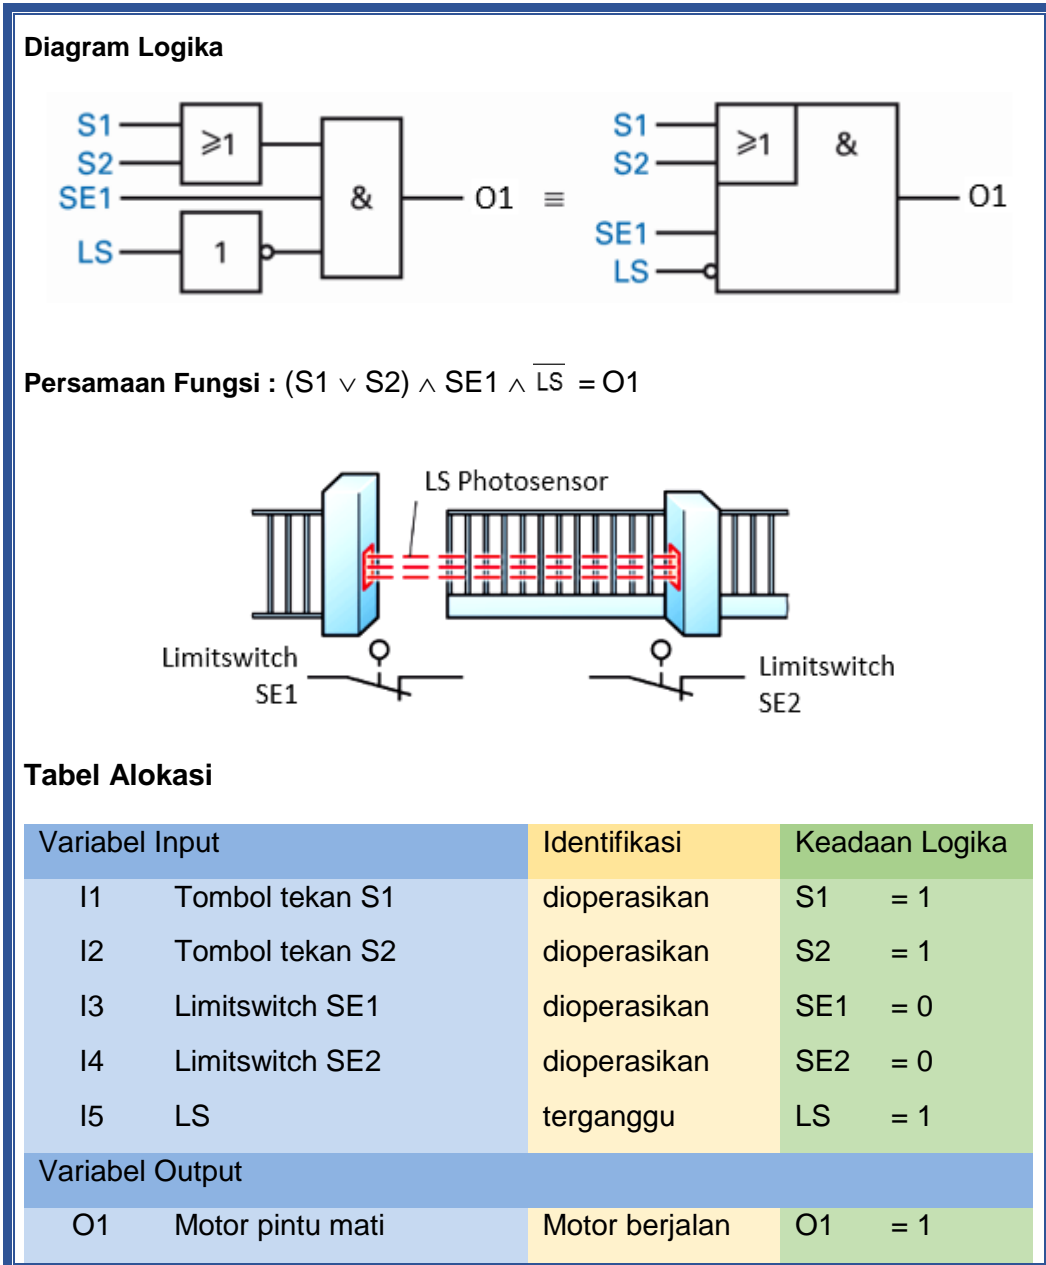 Diagram Logika
S1
S2
SE1
LS
≥1
1
&
O1
≡
S1
S2
SE1
LS
≥1
&
O1
Persamaan Fungsi : (S1 ∨ S2) ∧ SE1 ∧ L̅S̅ = O1
LS Photosensor
Limitswitch
SE1
Limitswitch
SE2
Tabel Alokasi
Variabel Input Identifikasi Keadaan Logika
I1 Tombol tekan S1 dioperasikan S1 = 1
I2 Tombol tekan S2 dioperasikan S2 = 1
I3 Limitswitch SE1 dioperasikan SE1 = 0
I4 Limitswitch SE2 dioperasikan SE2 = 0
I5 LS terganggu LS = 1
Variabel Output
O1 Motor pintu mati Motor berjalan O1 = 1